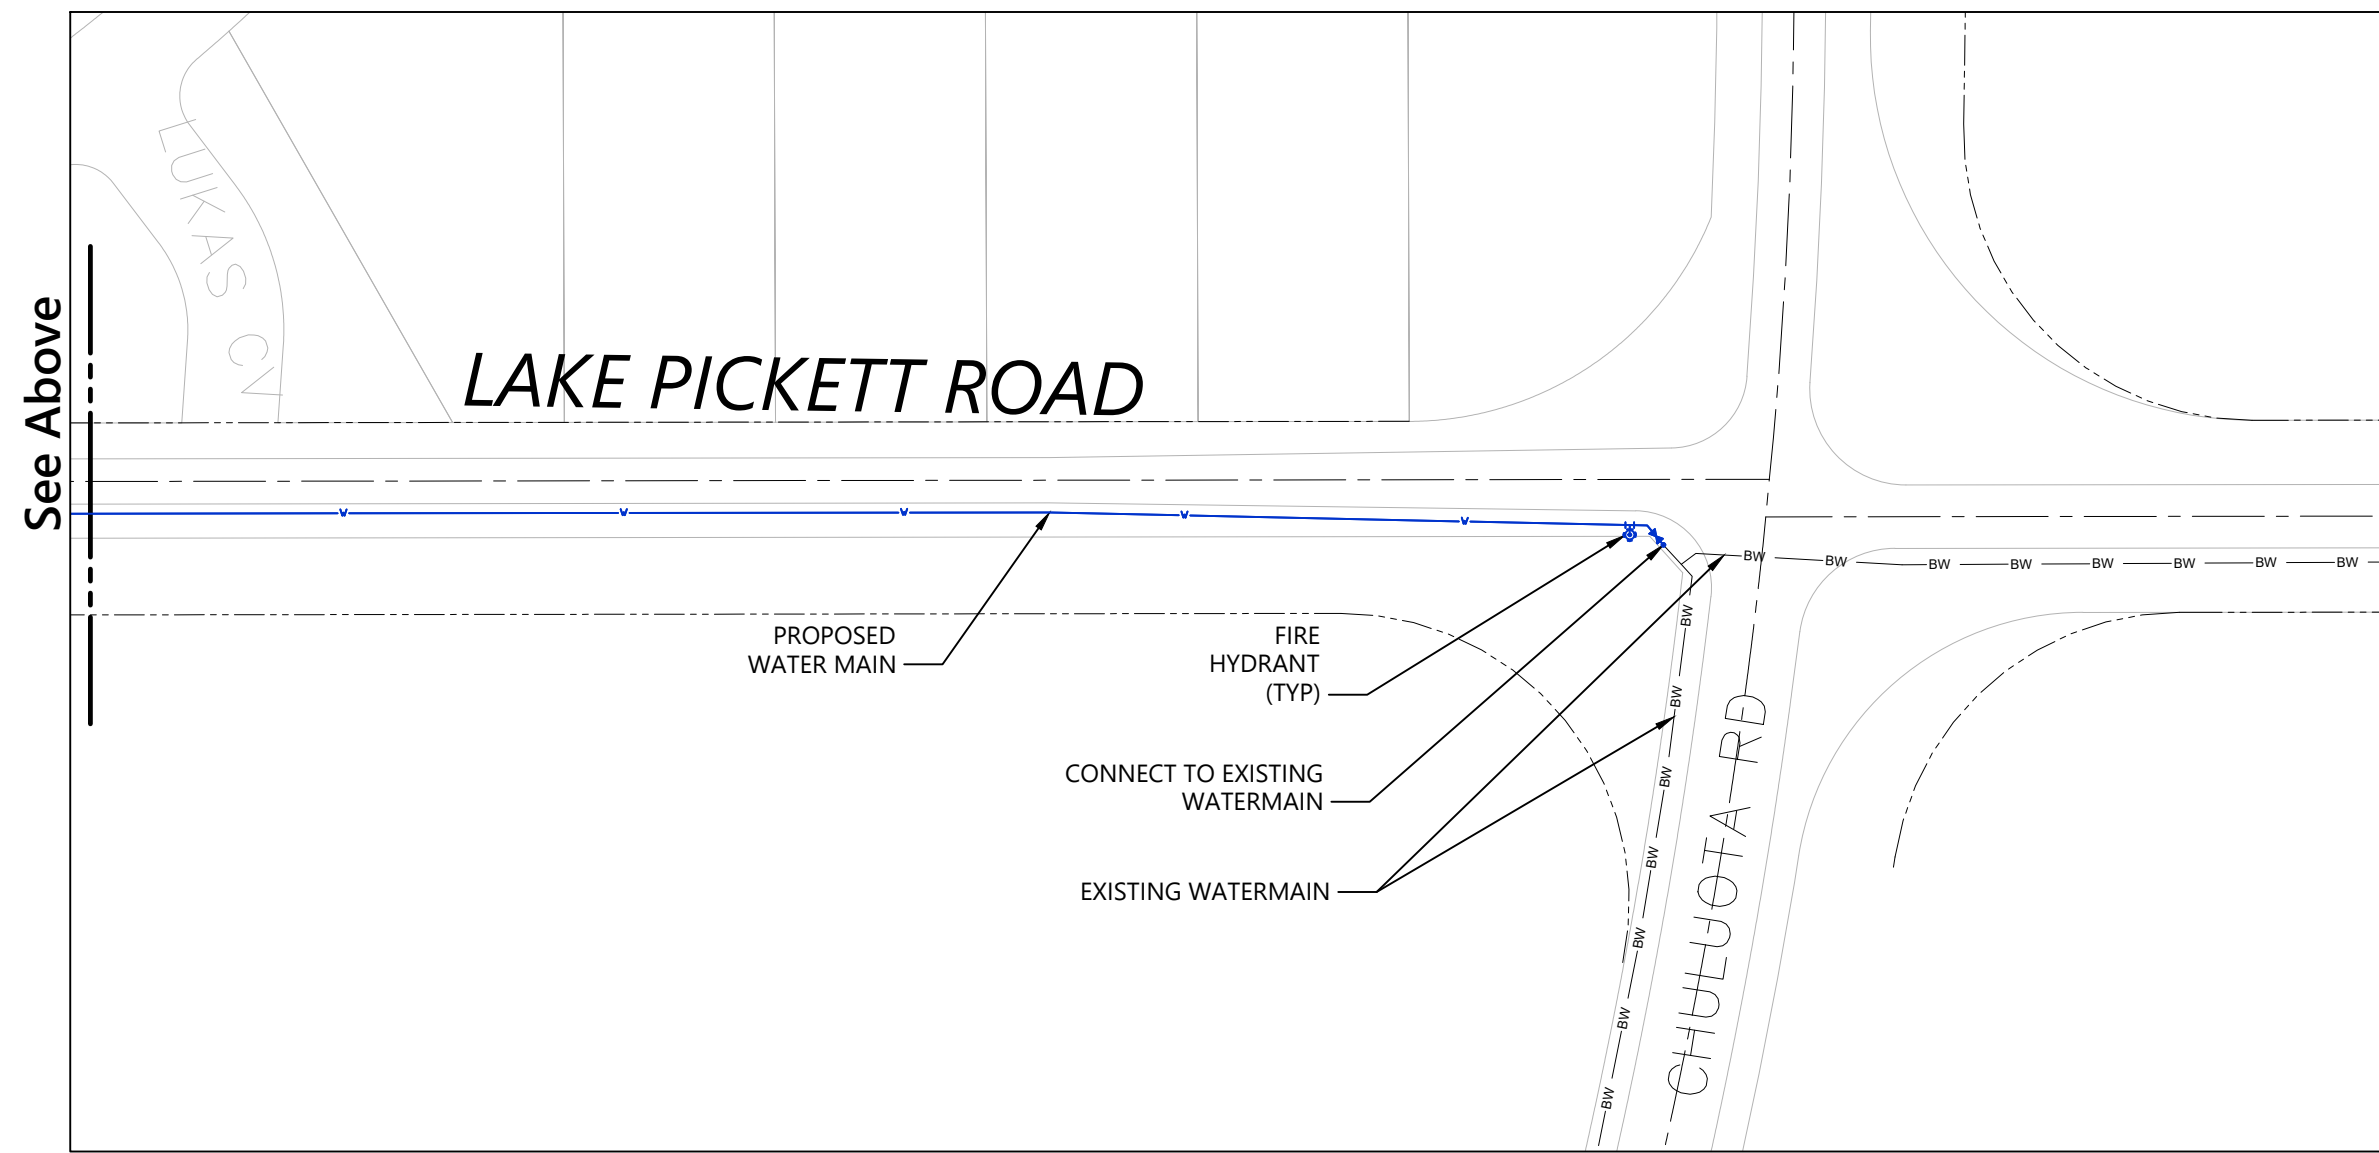 LUKAS CV
See Above
LAKE PICKETT ROAD
W W W W W
BW BW BW BW BW BW BW BW
PROPOSED
WATER MAIN
FIRE
HYDRANT
(TYP)
CONNECT TO EXISTING
WATERMAIN
EXISTING WATERMAIN
BW
BW
BW
BW
BW
BW
BW
CHULUOTA RD